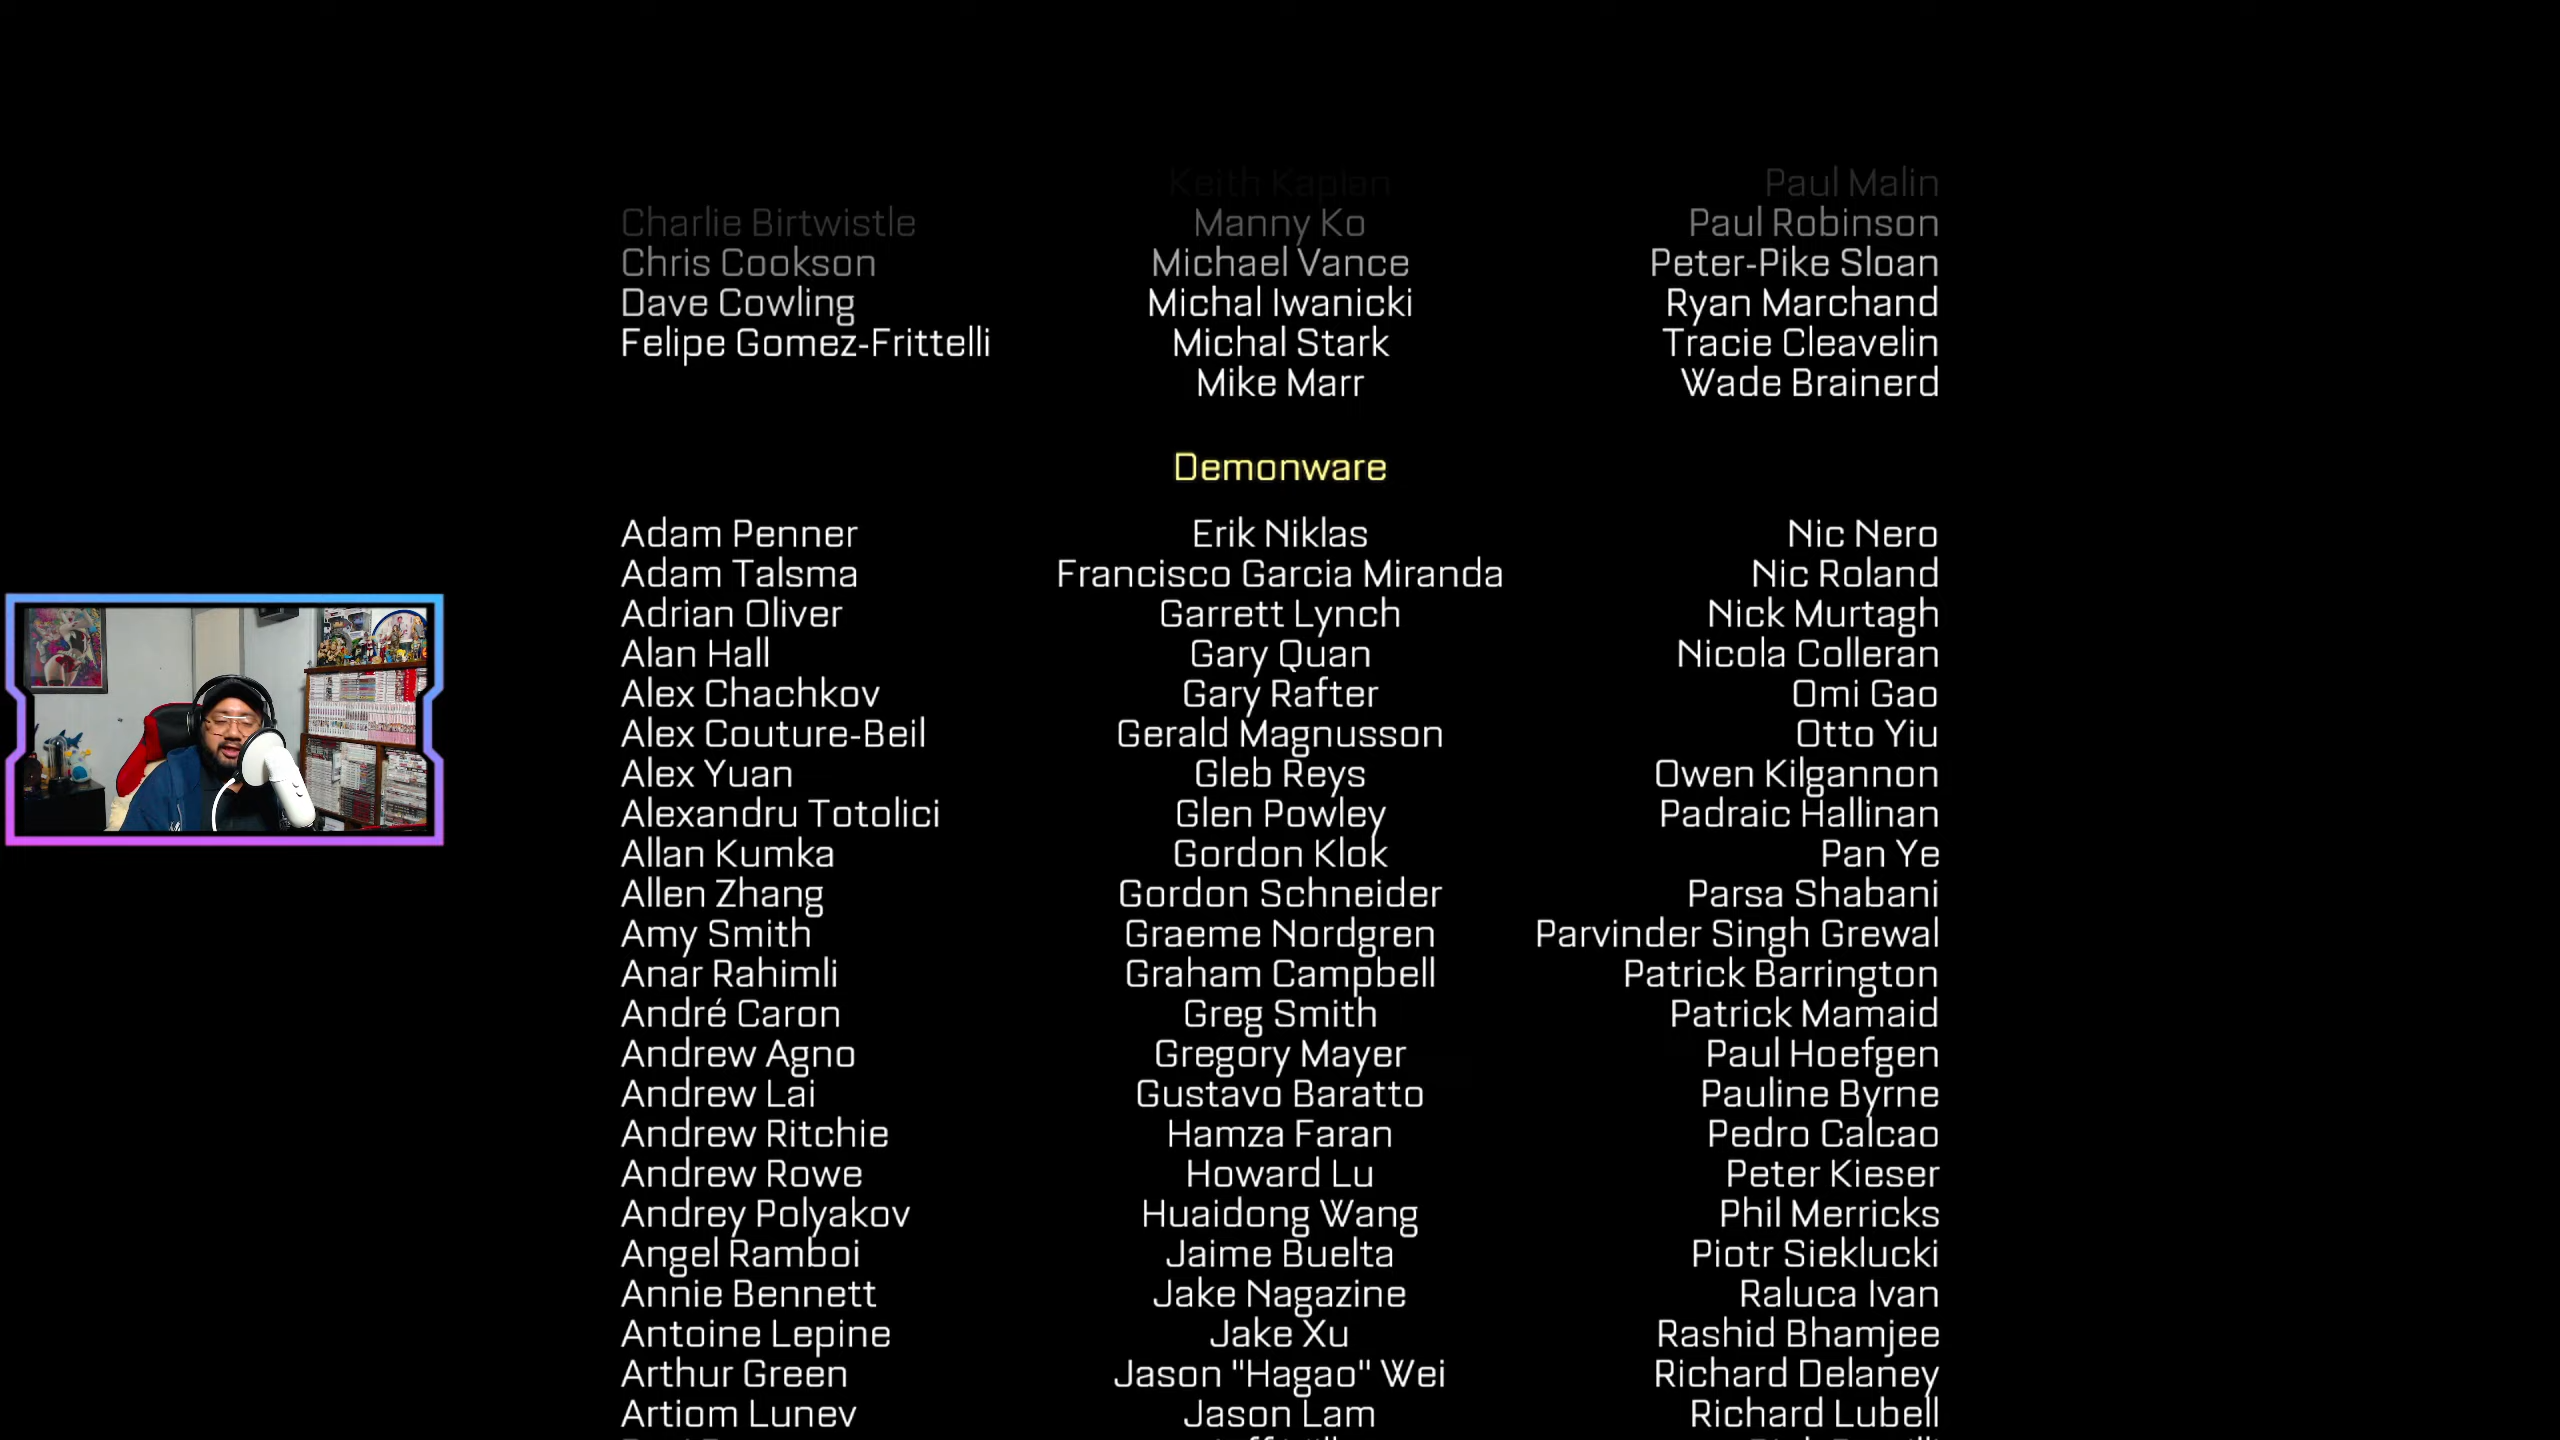 Keith Kaplan
Paul Malin
Charlie Birtwistle
Manny Ko
Paul Robinson
Chris Cookson
Michael Vance
Peter-Pike Sloan
Dave Cowling
Michal Iwanicki
Ryan Marchand
Felipe Gomez-Frittelli
Michal Stark
Tracie Cleavelin
Mike Marr
Wade Brainerd
Demonware
Adam Penner
Erik Niklas
Nic Nero
Adam Talsma
Francisco Garcia Miranda
Nic Roland
Adrian Oliver
Garrett Lynch
Nick Murtagh
Alan Hall
Gary Quan
Nicola Colleran
Alex Chachkov
Gary Rafter
Omi Gao
Alex Couture-Beil
Gerald Magnusson
Otto Yiu
Alex Yuan
Gleb Reys
Owen Kilgannon
Alexandru Totolici
Glen Powley
Padraic Hallinan
Allan Kumka
Gordon Klok
Pan Ye
Allen Zhang
Gordon Schneider
Parsa Shabani
Amy Smith
Graeme Nordgren
Parvinder Singh Grewal
Anar Rahimli
Graham Campbell
Patrick Barrington
André Caron
Greg Smith
Patrick Mamaid
Andrew Agno
Gregory Mayer
Paul Hoefgen
Andrew Lai
Gustavo Baratto
Pauline Byrne
Andrew Ritchie
Hamza Faran
Pedro Calcao
Andrew Rowe
Howard Lu
Peter Kieser
Andrey Polyakov
Huaidong Wang
Phil Merricks
Angel Ramboi
Jaime Buelta
Piotr Sieklucki
Annie Bennett
Jake Nagazine
Raluca Ivan
Antoine Lepine
Jake Xu
Rashid Bhamjee
Arthur Green
Jason "Hagao" Wei
Richard Delaney
Artiom Lunev
Jason Lam
Richard Lubell